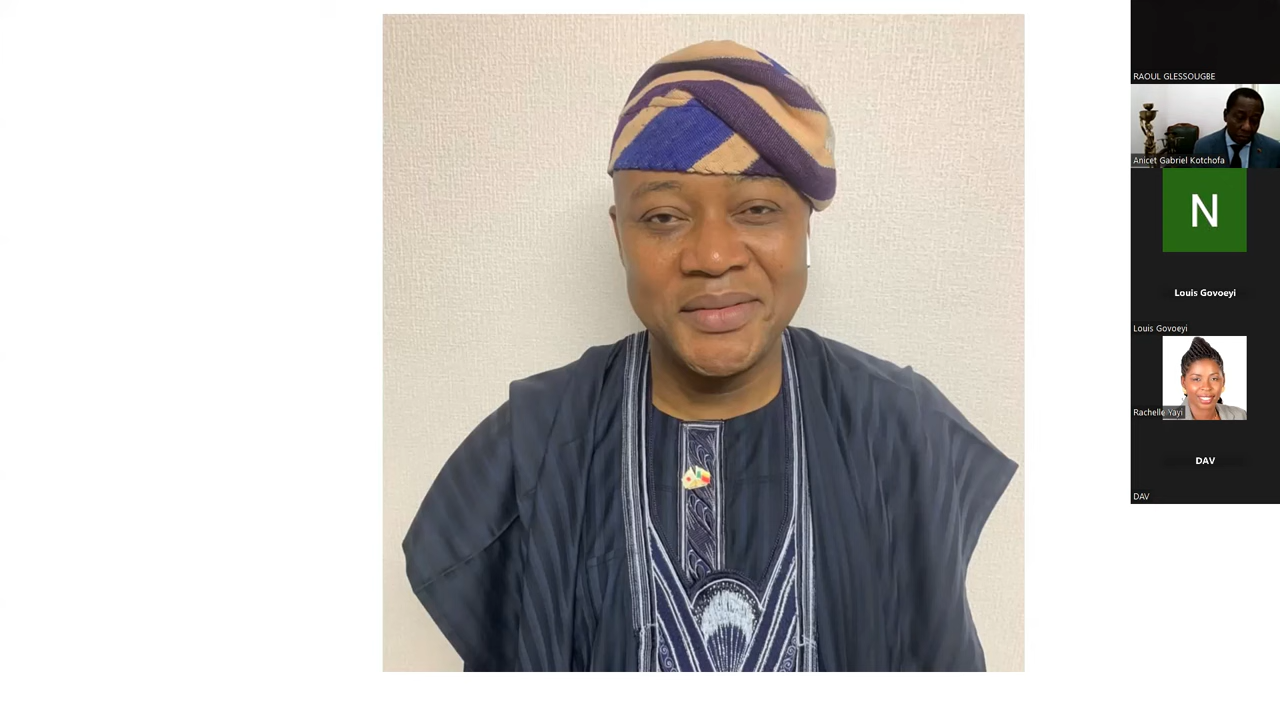 RAOUL GLESSOUGBE
Anicet Gabriel Kotchofa
N
Louis Govoeyi
Louis Govoeyi
Rachelle Yayi
DAV
DAV